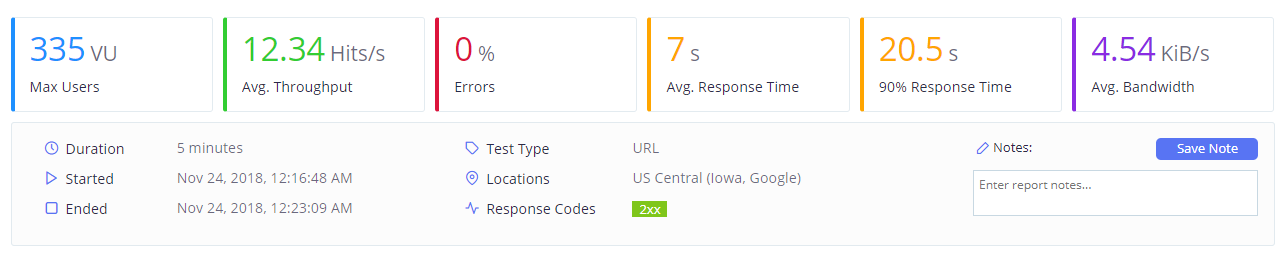 335 VU
Max Users
12.34 Hits/s
Avg. Throughput
0 %
Errors
7 s
Avg. Response Time
20.5 s
90% Response Time
4.54 KiB/s
Avg. Bandwidth
Duration 5 minutes
Started Nov 24, 2018, 12:16:48 AM
Ended Nov 24, 2018, 12:23:09 AM
Test Type URL
Locations US Central (Iowa, Google)
Response Codes 2xx
Notes: Save Note
Enter report notes...